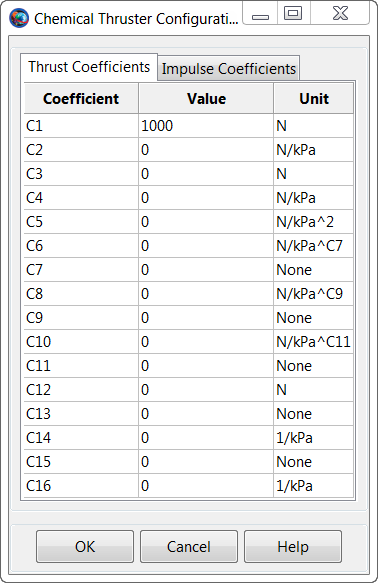 Chemical Thruster Configurati...
Thrust Coefficients Impulse Coefficients
Coefficient Value Unit
C1 1000 N
C2 0 N/kPa
C3 0 N
C4 0 N/kPa
C5 0 N/kPa^2
C6 0 N/kPa^C7
C7 0 None
C8 0 N/kPa^C9
C9 0 None
C10 0 N/kPa^C11
C11 0 None
C12 0 N
C13 0 None
C14 0 1/kPa
C15 0 None
C16 0 1/kPa
OK Cancel Help